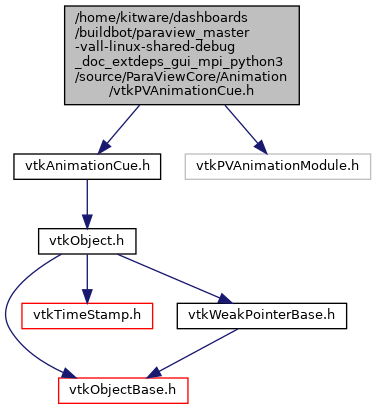 /home/kitware/dashboards
/buildbot/paraview_master
-vall-linux-shared-debug
_doc_extdeps_gui_mpi_python3
/source/ParaViewCore/Animation
/vtkPVAnimationCue.h
vtkAnimationCue.h
vtkPVAnimationModule.h
vtkObject.h
vtkTimeStamp.h
vtkWeakPointerBase.h
vtkObjectBase.h